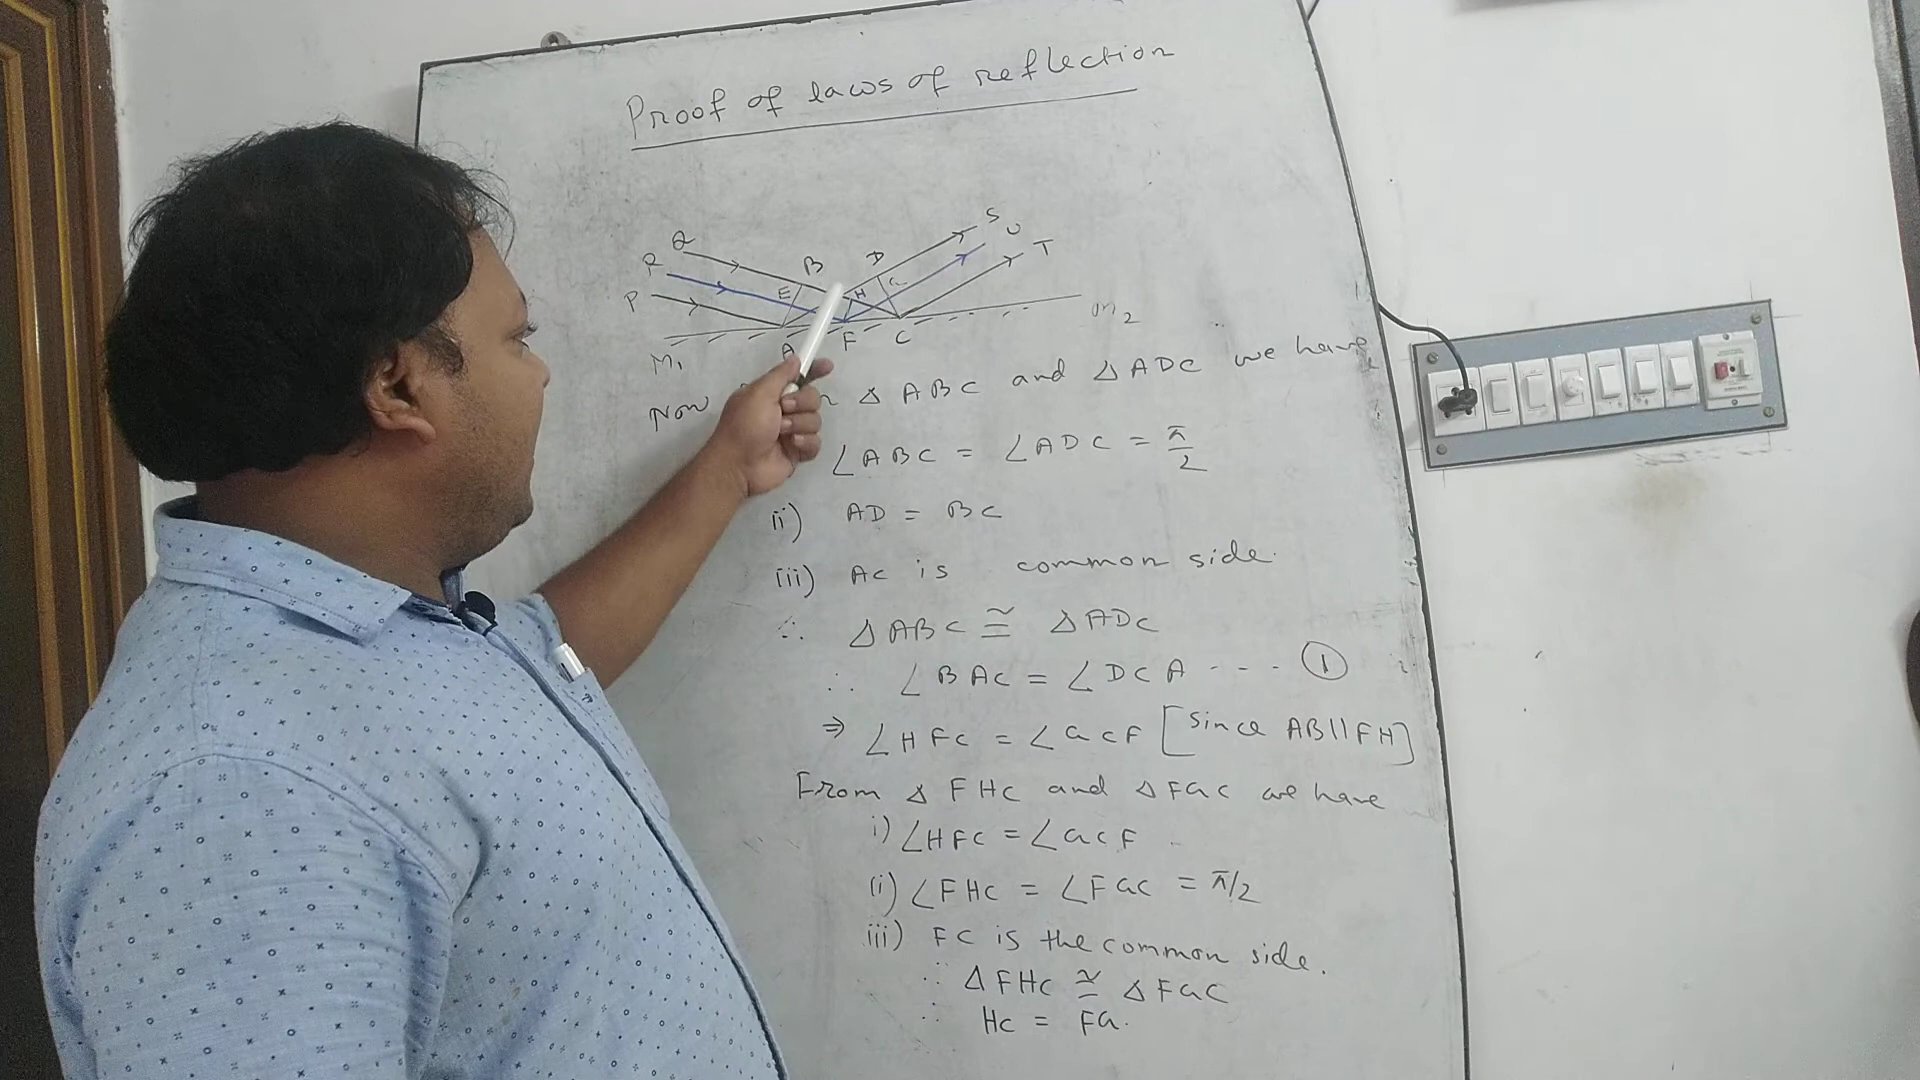 Proof of laws of reflection
Q B D S U
R E H G T
P
M₁ A F C m₂
Now △ ABC and △ ADC we have
∠ABC = ∠ADC = π/2
ii) AD = BC
iii) AC is common side.
∴ △ABC ≅ △ADC
∴ ∠BAC = ∠DCA --- ①
⇒ ∠HFC = ∠GCF [since AB||FH]
From △ FHC and △ FGC we have
i) ∠HFC = ∠GCF
(i) ∠FHC = ∠FGC = π/2
iii) FC is the common side.
∴ △FHC ≅ △FGC
∴ HC = FG.